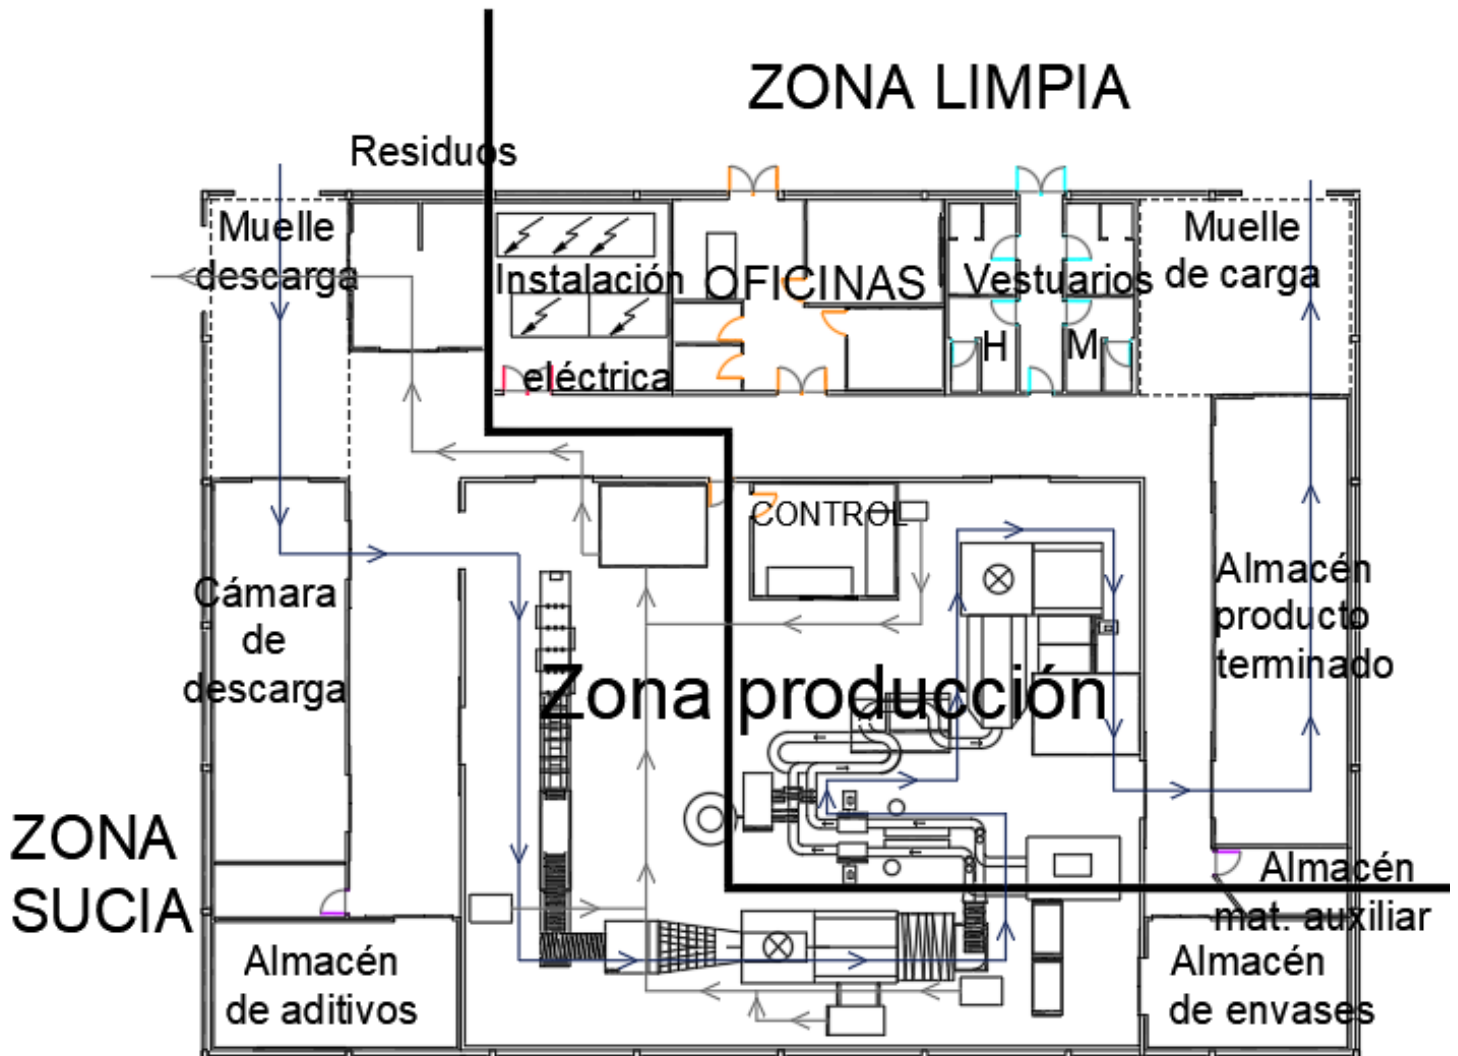 ZONA LIMPIA
Residuos
Muelle
descarga
Instalación
eléctrica
OFICINAS
Vestuarios
H
M
Muelle
de carga
CONTROL
Cámara
de
descarga
Zona producción
Almacén
producto
terminado
ZONA
SUCIA
Almacén
mat. auxiliar
Almacén
de aditivos
Almacén
de envases